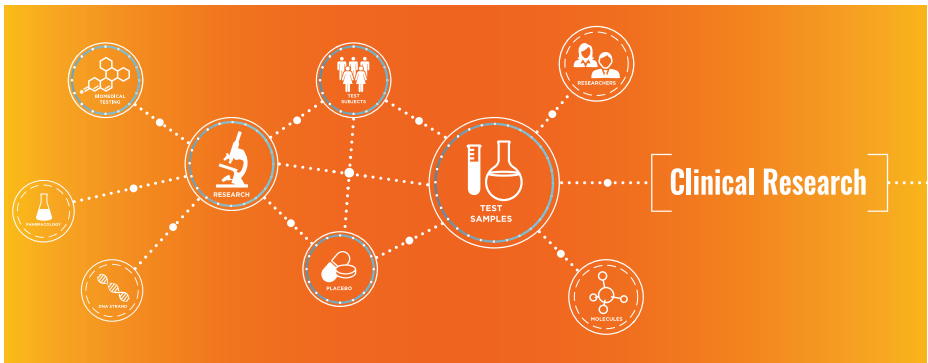 BIOMEDICAL
TESTING
TEST
SUBJECTS
RESEARCHERS
RESEARCH
PHARMACOLOGY
TEST
SAMPLES
Clinical Research
DNA STRAND
PLACEBO
MOLECULES